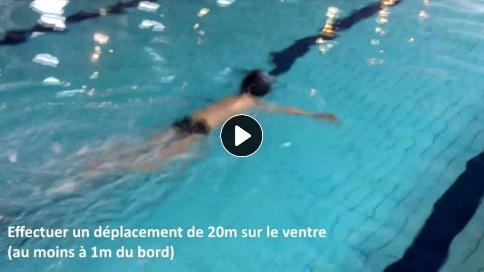 Effectuer un déplacement de 20m sur le ventre
(au moins à 1m du bord)